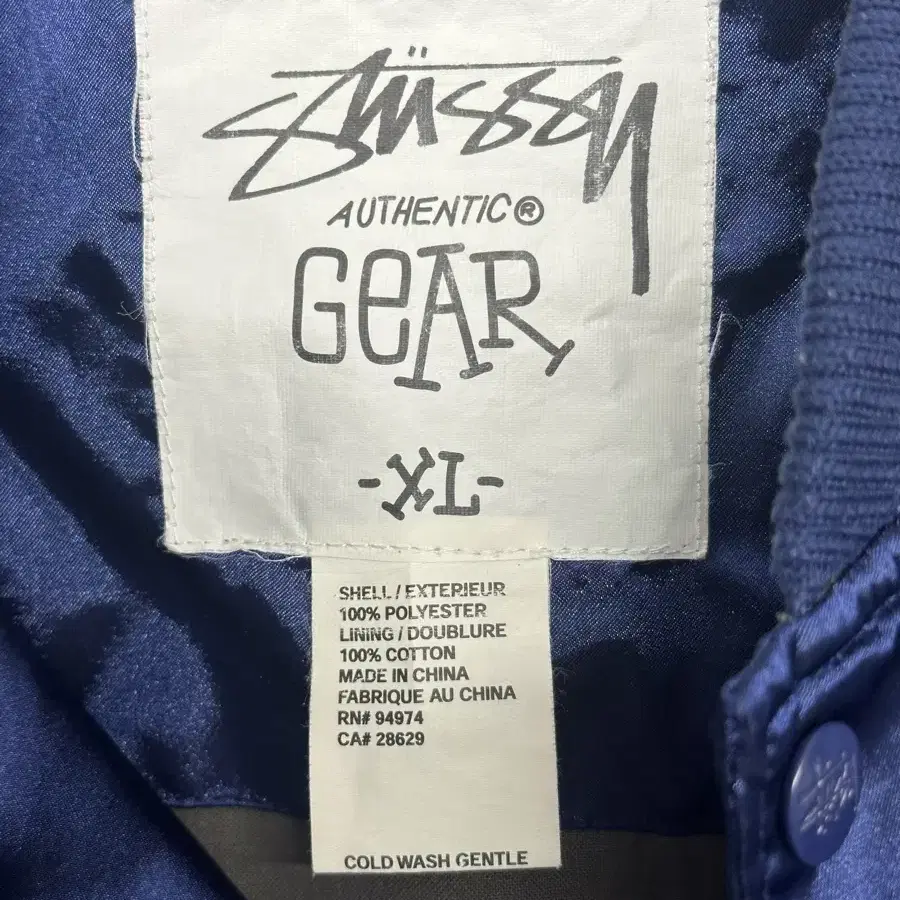 STÜSSY
AUTHENTIC®
GEAR
-XL-
SHELL / EXTERIEUR
100% POLYESTER
LINING / DOUBLURE
100% COTTON
MADE IN CHINA
FABRIQUE AU CHINA
RN# 94974
CA# 28629
COLD WASH GENTLE